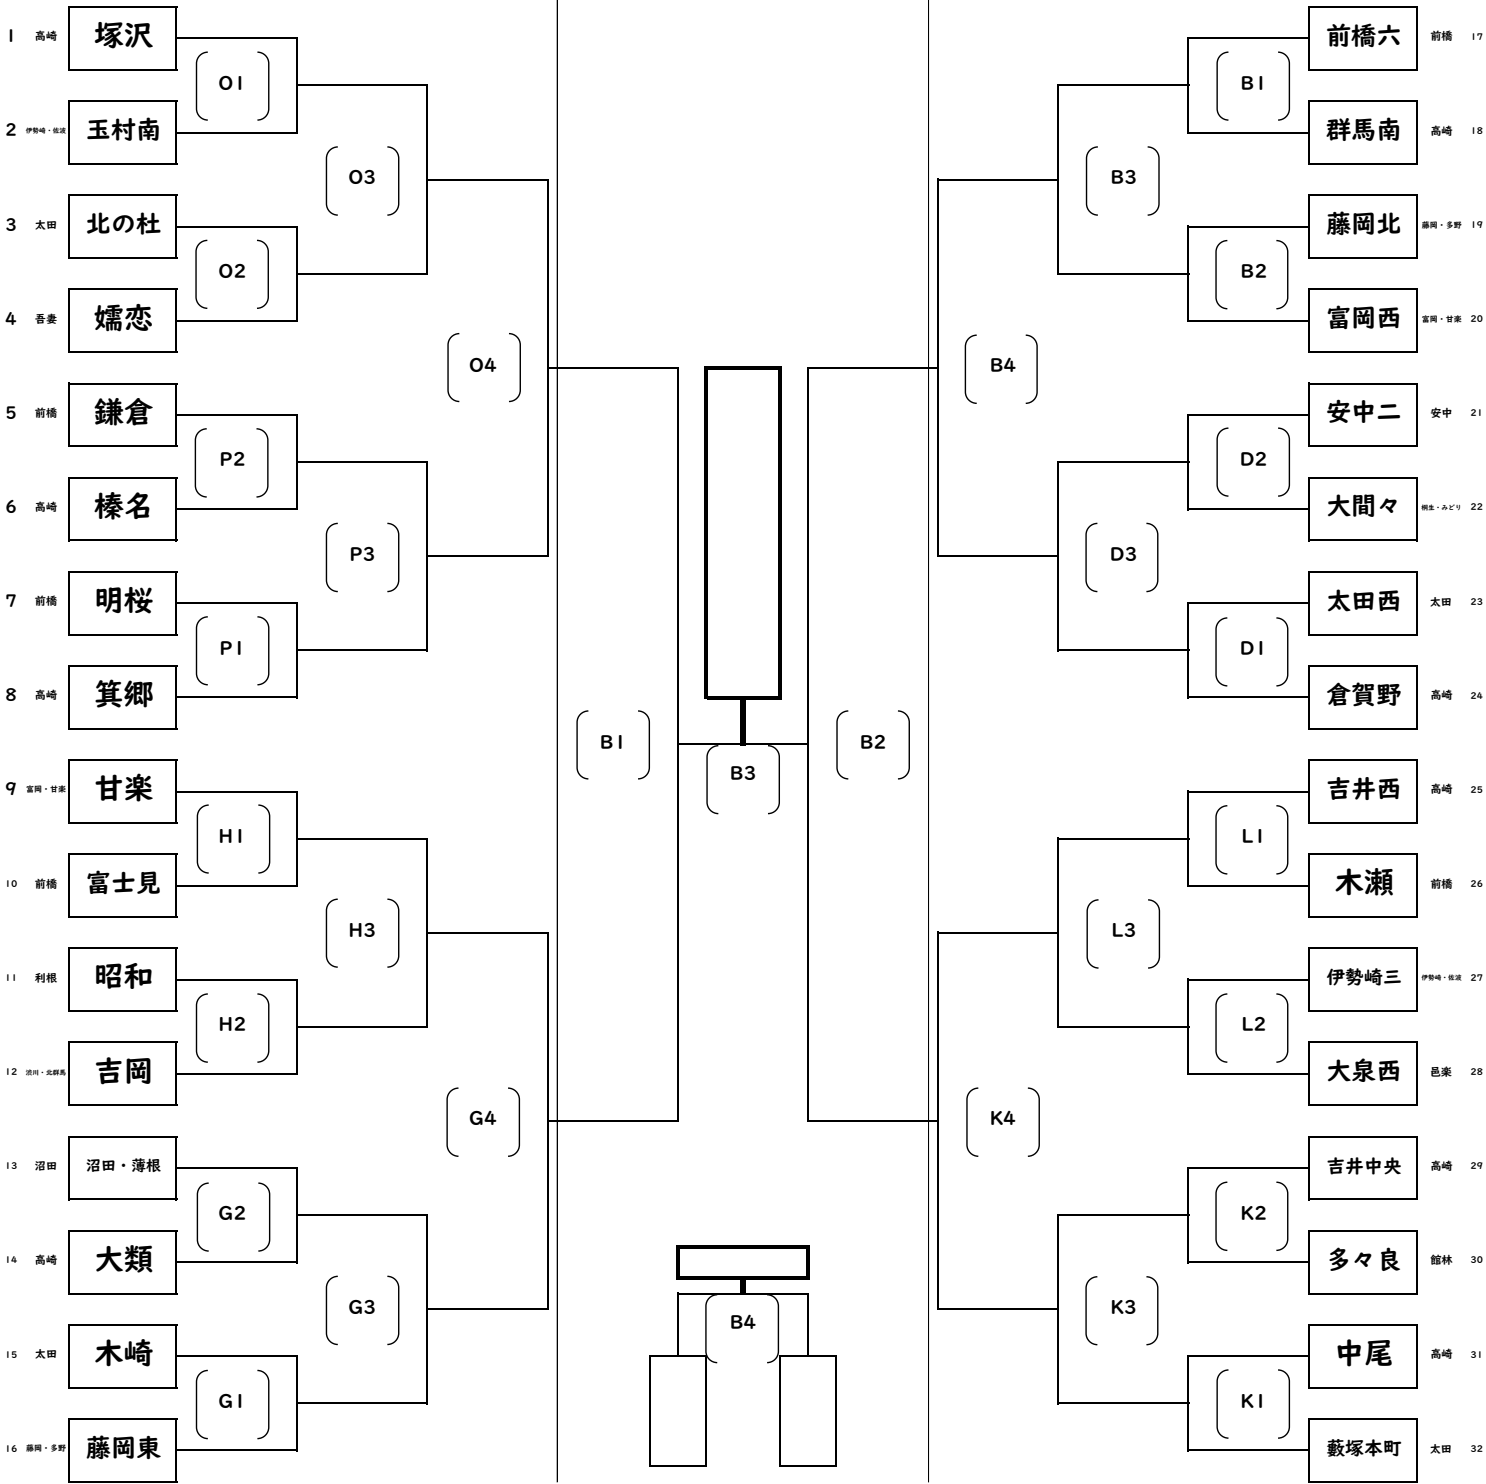 1 高崎 塚沢
O1
2 伊勢崎・佐波 玉村南
O3
3 太田 北の杜
O2
4 吾妻 嬬恋
O4
5 前橋 鎌倉
P2
6 高崎 榛名
P3
7 前橋 明桜
P1
8 高崎 箕郷
B1
9 富岡・甘楽 甘楽
H1
10 前橋 富士見
H3
11 利根 昭和
H2
12 渋川・北群馬 吉岡
G4
13 沼田 沼田・薄根
G2
14 高崎 大類
G3
15 太田 木崎
G1
16 藤岡・多野 藤岡東
B3
B4
前橋六 前橋 17
B1
群馬南 高崎 18
B3
藤岡北 藤岡・多野 19
B2
富岡西 富岡・甘楽 20
B4
安中二 安中 21
D2
大間々 桐生・みどり 22
D3
太田西 太田 23
D1
倉賀野 高崎 24
B2
吉井西 高崎 25
L1
木瀬 前橋 26
L3
伊勢崎三 伊勢崎・佐波 27
L2
大泉西 邑楽 28
K4
吉井中央 高崎 29
K2
多々良 館林 30
K3
中尾 高崎 31
K1
藪塚本町 太田 32